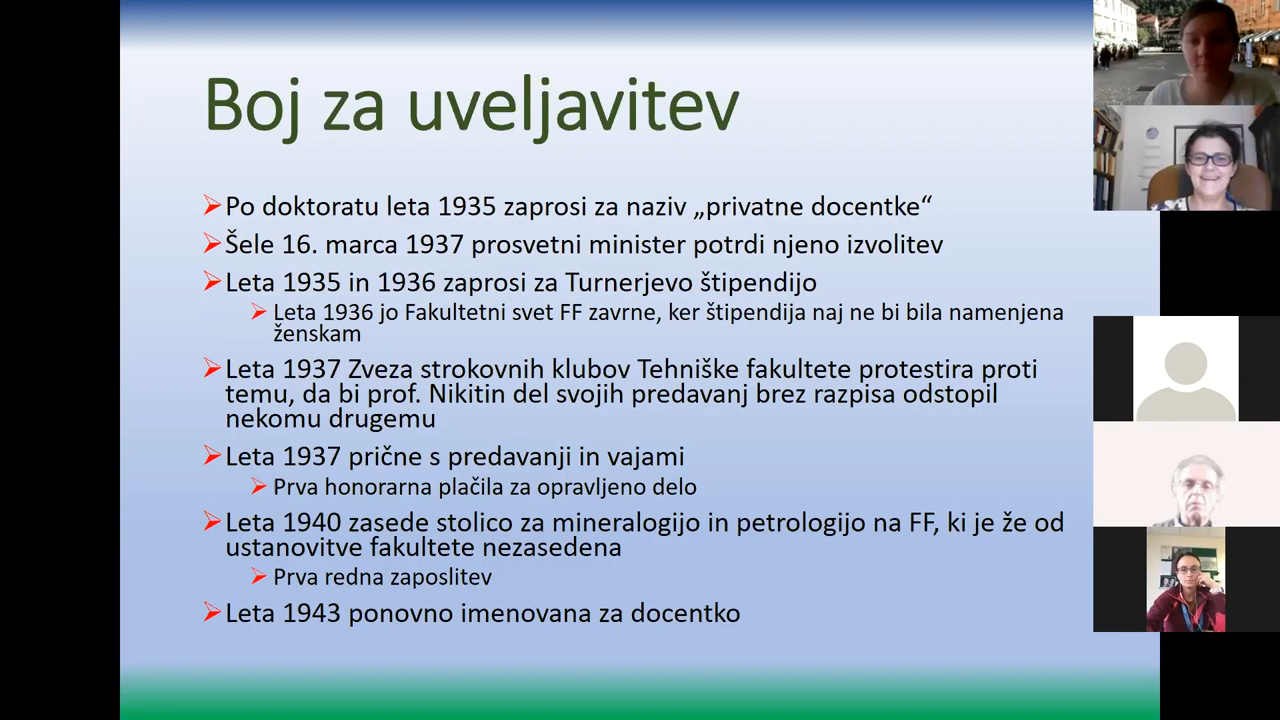 Boj za uveljavitev
Po doktoratu leta 1935 zaprosi za naziv „privatne docentke“
Šele 16. marca 1937 prosvetni minister potrdi njeno izvolitev
Leta 1935 in 1936 zaprosi za Turnerjevo štipendijo
Leta 1936 jo Fakultetni svet FF zavrne, ker štipendija naj ne bi bila namenjena
ženskam
Leta 1937 Zveza strokovnih klubov Tehniške fakultete protestira proti
temu, da bi prof. Nikitin del svojih predavanj brez razpisa odstopil
nekomu drugemu
Leta 1937 prične s predavanji in vajami
Prva honorarna plačila za opravljeno delo
Leta 1940 zasede stolico za mineralogijo in petrologijo na FF, ki je že od
ustanovitve fakultete nezasedena
Prva redna zaposlitev
Leta 1943 ponovno imenovana za docentko